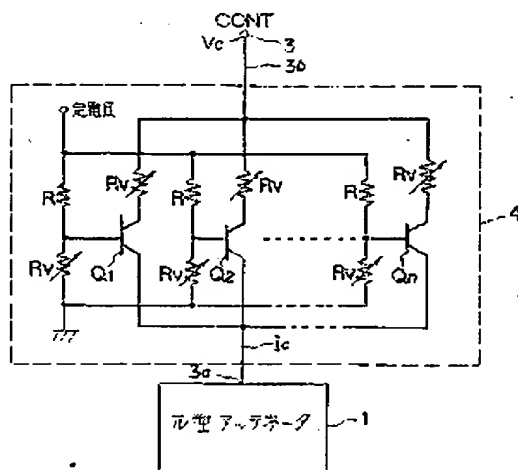 CONT
Vc 3
3b
定電圧
R Rv R Rv R Rv
4
Rv Q1 Rv Q2 Rv Qn
ic
3a
π型アッテネータ 1